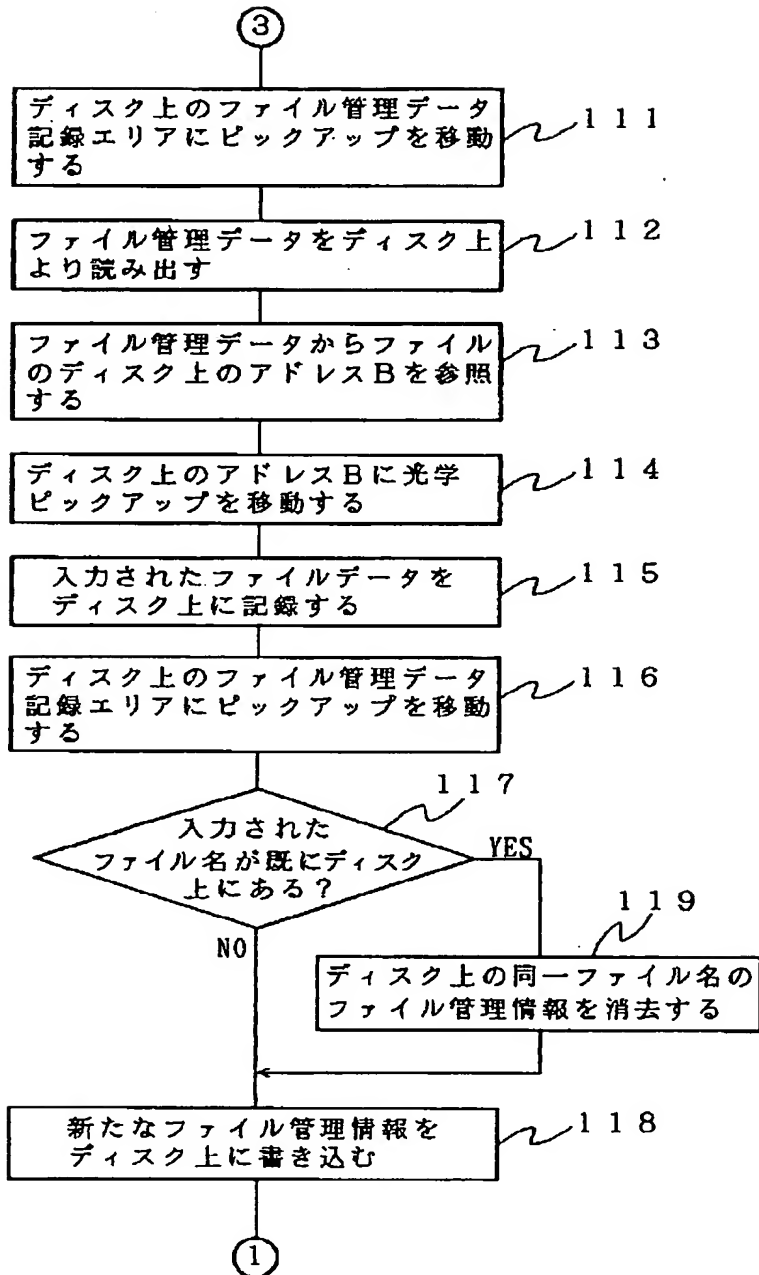 ③
ディスク上のファイル管理データ
記録エリアにピックアップを移動
する
111
ファイル管理データをディスク上
より読み出す
112
ファイル管理データからファイル
のディスク上のアドレスBを参照
する
113
ディスク上のアドレスBに光学
ピックアップを移動する
114
入力されたファイルデータを
ディスク上に記録する
115
ディスク上のファイル管理データ
記録エリアにピックアップを移動
する
116
117
入力された
ファイル名が既にディスク
上にある?
YES
NO
119
ディスク上の同一ファイル名の
ファイル管理情報を消去する
新たなファイル管理情報を
ディスク上に書き込む
118
①